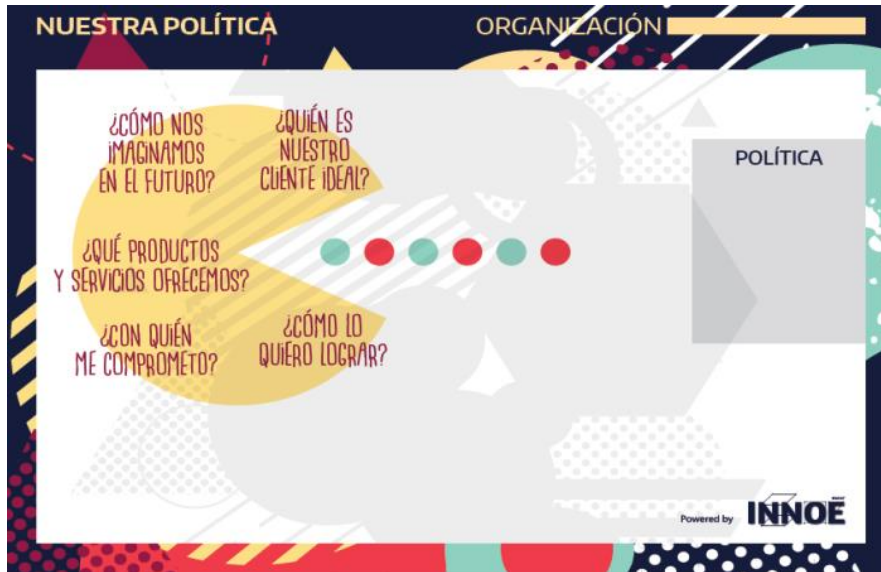 NUESTRA POLÍTICA
ORGANIZACIÓN
¿CÓMO NOS
IMAGINAMOS
EN EL FUTURO?
¿QUIÉN ES
NUESTRO
CLIENTE IDEAL?
¿QUÉ PRODUCTOS
Y SERVICIOS OFRECEMOS?
¿CON QUIÉN
ME COMPROMETO?
¿CÓMO LO
QUIERO LOGRAR?
POLÍTICA
Powered by INNOË